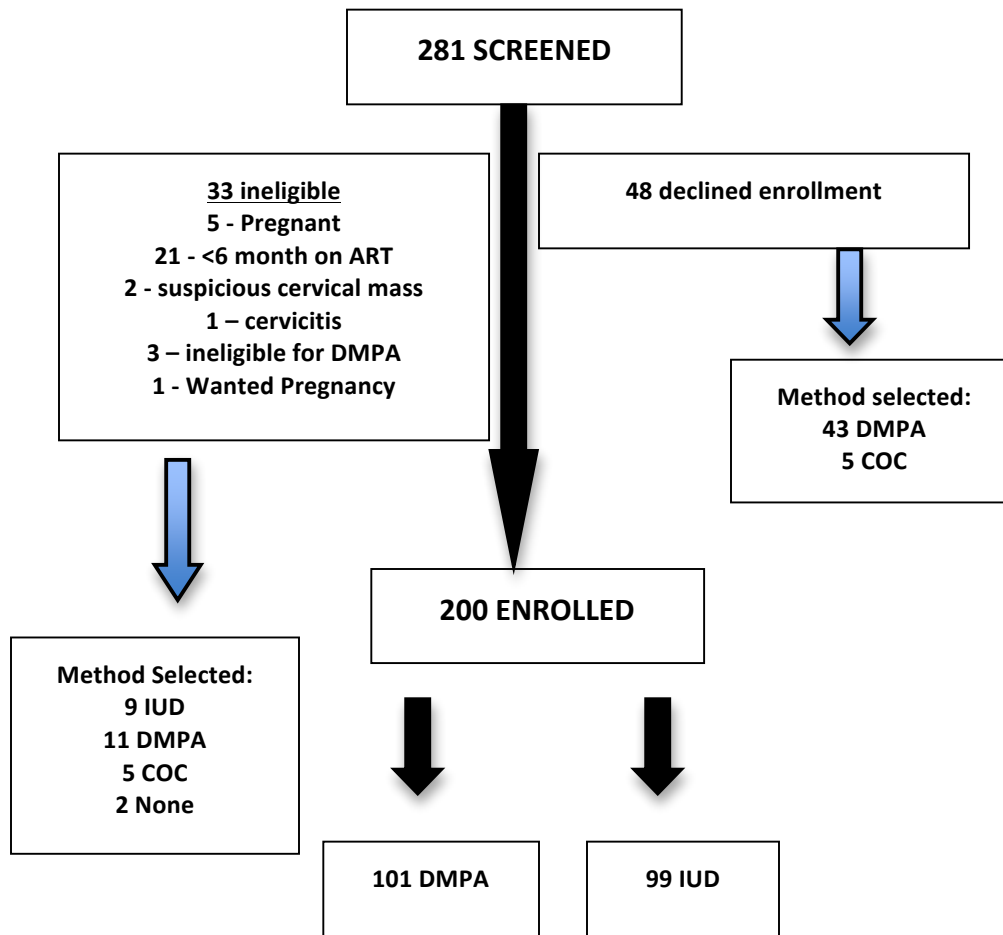 281 SCREENED
33 ineligible
5 - Pregnant
21 - <6 month on ART
2 - suspicious cervical mass
1 – cervicitis
3 – ineligible for DMPA
1 - Wanted Pregnancy
48 declined enrollment
Method selected:
43 DMPA
5 COC
200 ENROLLED
Method Selected:
9 IUD
11 DMPA
5 COC
2 None
101 DMPA
99 IUD